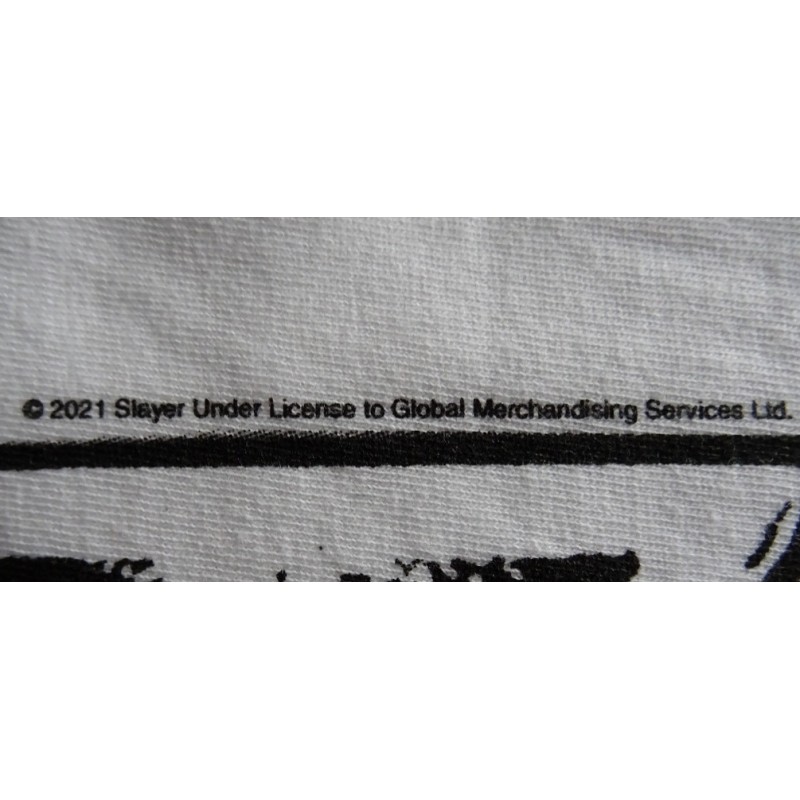 © 2021 Slayer Under License to Global Merchandising Services Ltd.